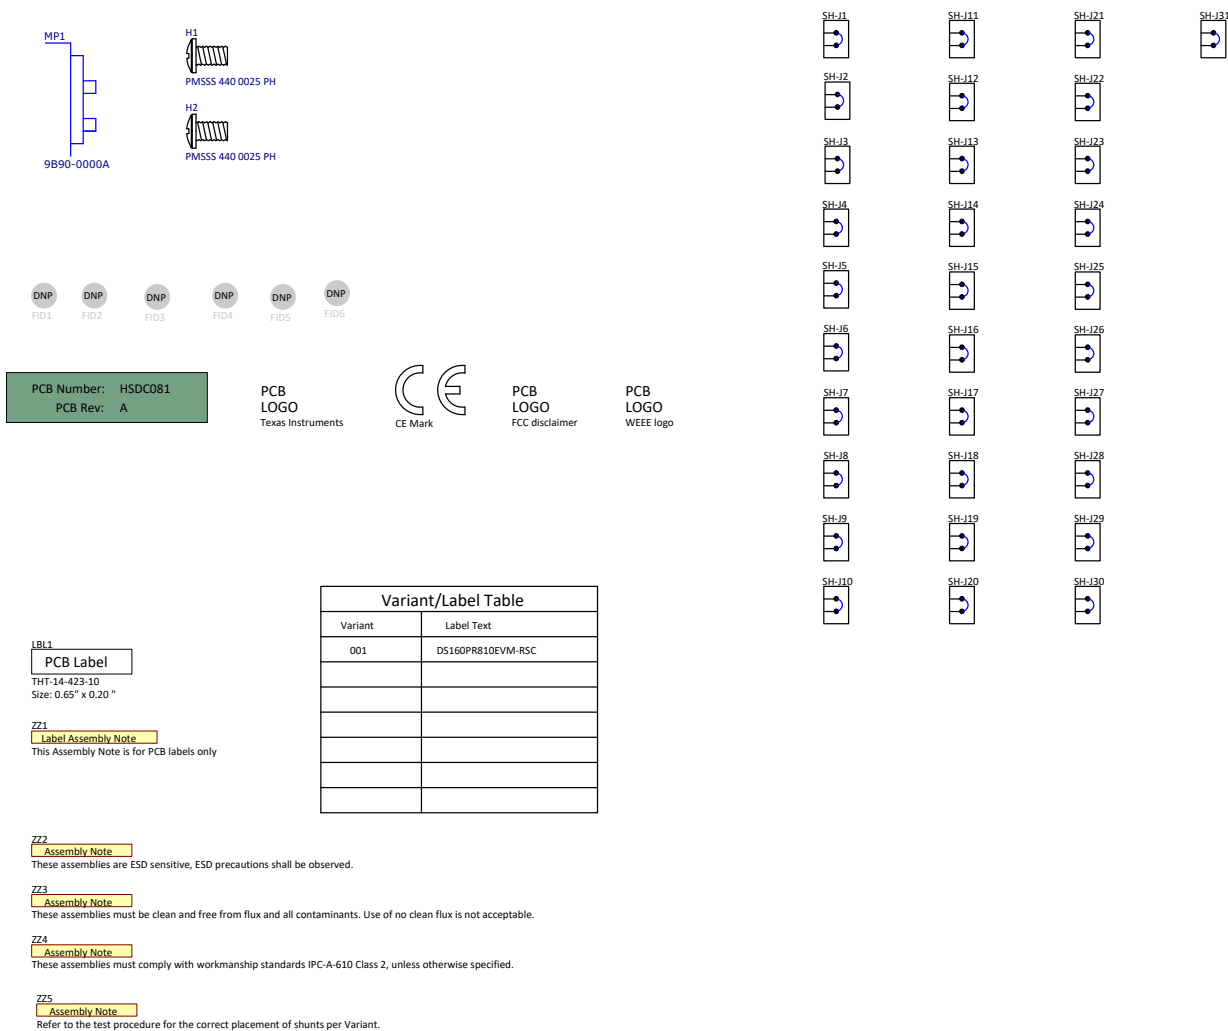 MP1
9B90-0000A
H1
PMSSS 440 0025 PH
H2
PMSSS 440 0025 PH
DNP
FID1
DNP
FID2
DNP
FID3
DNP
FID4
DNP
FID5
DNP
FID6
PCB Number: HSDC081
PCB Rev: A
PCB
LOGO
Texas Instruments
CE
CE Mark
PCB
LOGO
FCC disclaimer
PCB
LOGO
WEEE logo
Variant/Label Table
Variant Label Text
001 DS160PR810EVM-RSC
LBL1
PCB Label
THT-14-423-10
Size: 0.65" x 0.20 "
ZZ1
Label Assembly Note
This Assembly Note is for PCB labels only
ZZ2
Assembly Note
These assemblies are ESD sensitive, ESD precautions shall be observed.
ZZ3
Assembly Note
These assemblies must be clean and free from flux and all contaminants. Use of no clean flux is not acceptable.
ZZ4
Assembly Note
These assemblies must comply with workmanship standards IPC-A-610 Class 2, unless otherwise specified.
ZZ5
Assembly Note
Refer to the test procedure for the correct placement of shunts per Variant.
SH-J1
SH-J2
SH-J3
SH-J4
SH-J5
SH-J6
SH-J7
SH-J8
SH-J9
SH-J10
SH-J11
SH-J12
SH-J13
SH-J14
SH-J15
SH-J16
SH-J17
SH-J18
SH-J19
SH-J20
SH-J21
SH-J22
SH-J23
SH-J24
SH-J25
SH-J26
SH-J27
SH-J28
SH-J29
SH-J30
SH-J31